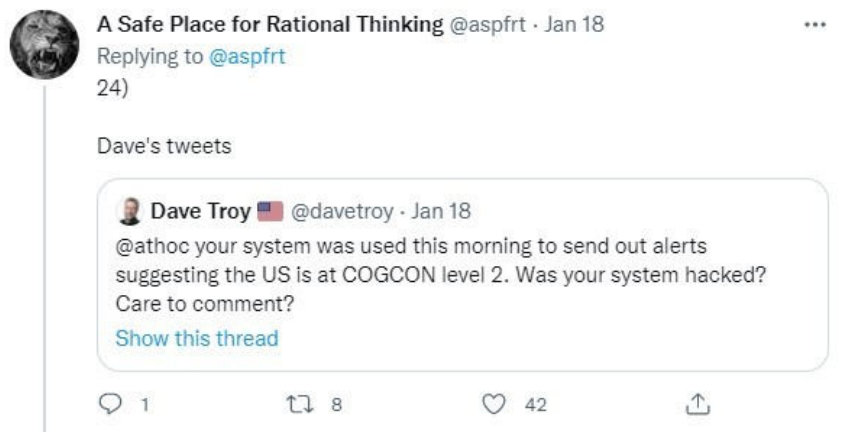 A Safe Place for Rational Thinking @aspfrt · Jan 18
Replying to @aspfrt
24)
Dave's tweets
Dave Troy 🇺🇸 @davetroy · Jan 18
@athoc your system was used this morning to send out alerts
suggesting the US is at COGCON level 2. Was your system hacked?
Care to comment?
Show this thread
1 8 42